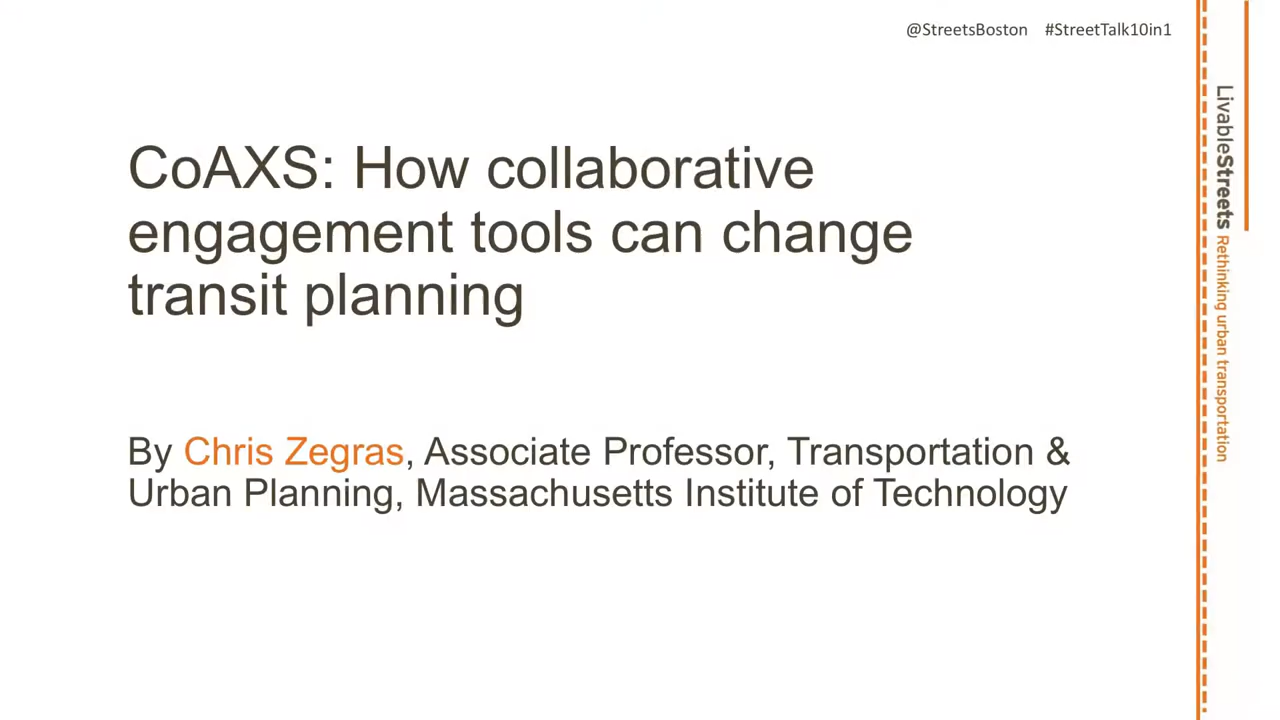 @StreetsBoston #StreetTalk10in1
CoAXS: How collaborative
engagement tools can change
transit planning
By Chris Zegras, Associate Professor, Transportation &
Urban Planning, Massachusetts Institute of Technology
LivableStreets Rethinking urban transportation